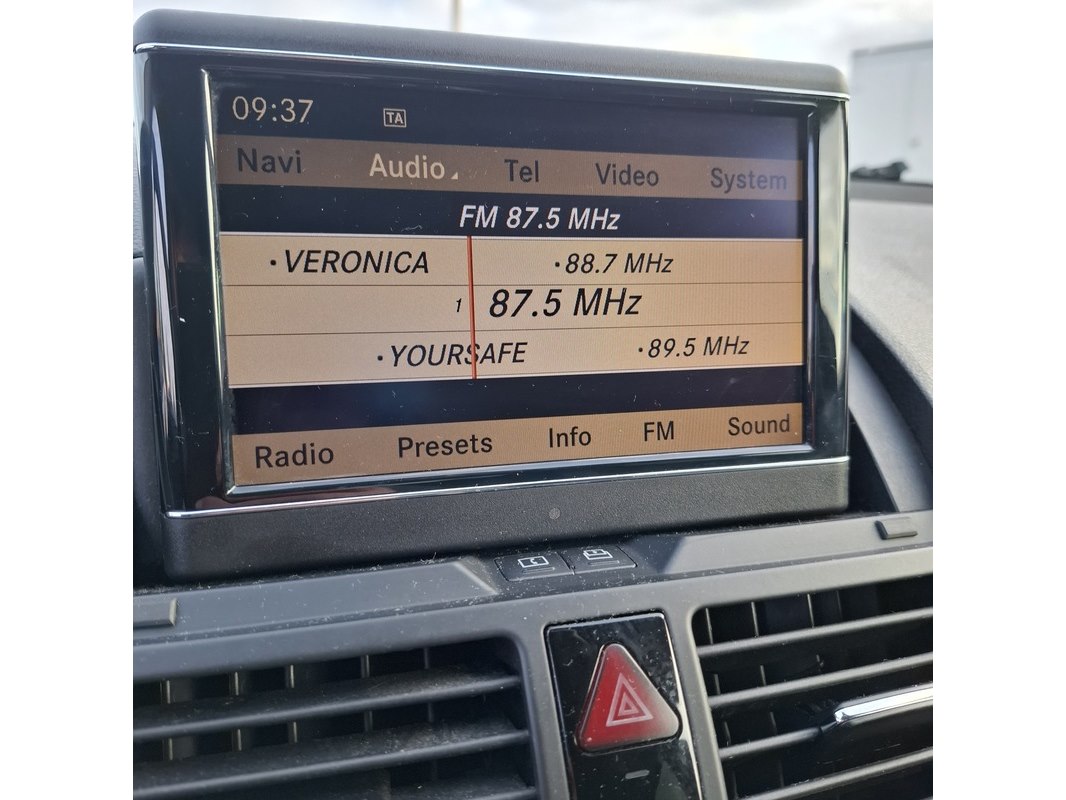 09:37 TA
Navi Audio Tel Video System
FM 87.5 MHz
·VERONICA ·88.7 MHz
1 87.5 MHz
·YOURSAFE ·89.5 MHz
Radio Presets Info FM Sound